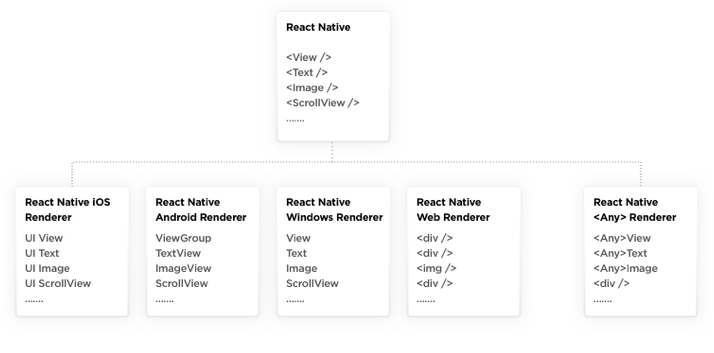 React Native
<View />
<Text />
<Image />
<ScrollView />
.......
React Native iOS
Renderer
UI View
UI Text
UI Image
UI ScrollView
.......
React Native
Android Renderer
ViewGroup
TextView
ImageView
ScrollView
.......
React Native
Windows Renderer
View
Text
Image
ScrollView
.......
React Native
Web Renderer
<div />
<div />
<img />
<div />
.......
React Native
<Any> Renderer
<Any>View
<Any>Text
<Any>Image
<div />
.......